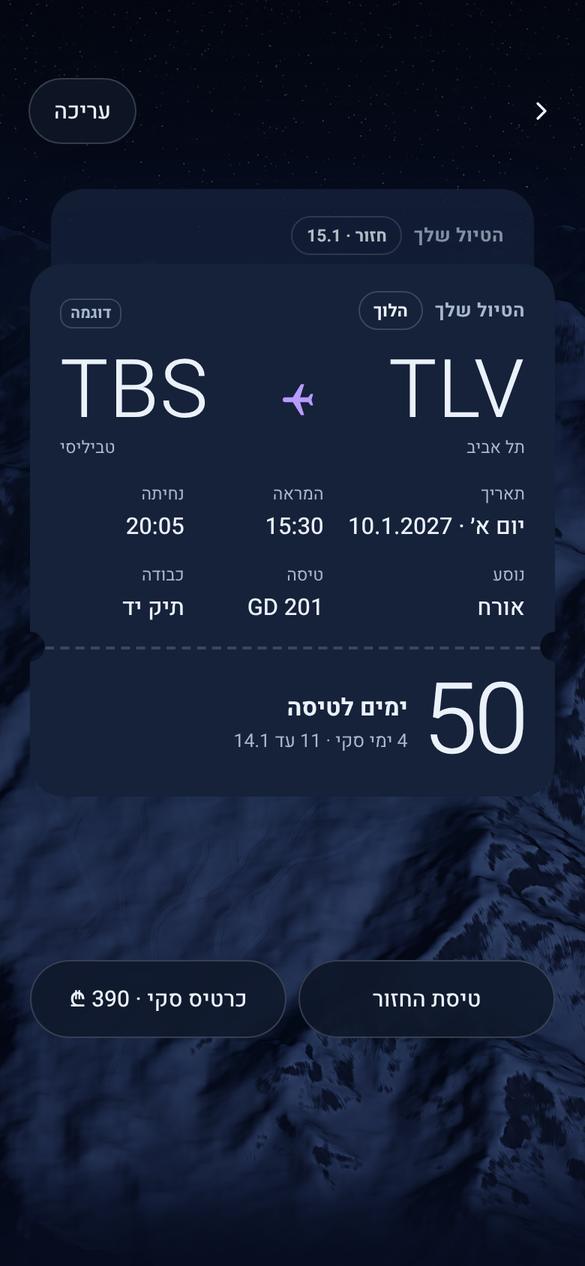 עריכה
הטיול שלך חזור · 15.1
הטיול שלך הלוך דוגמה
TLV TBS
תל אביב טביליסי
תאריך המראה נחיתה
יום א׳ · 10.1.2027 15:30 20:05
נוסע טיסה כבודה
אורח GD 201 תיק יד
50 ימים לטיסה
4 ימי סקי · 11 עד 14.1
טיסת החזור כרטיס סקי · 390 ₾